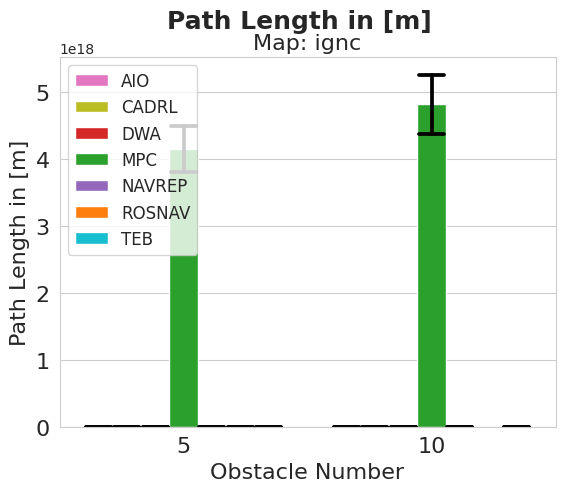 Path Length in [m]
Map: ignc
1e18
AIO
CADRL
DWA
MPC
NAVREP
ROSNAV
TEB
Path Length in [m]
5
4
3
2
1
0
5
10
Obstacle Number